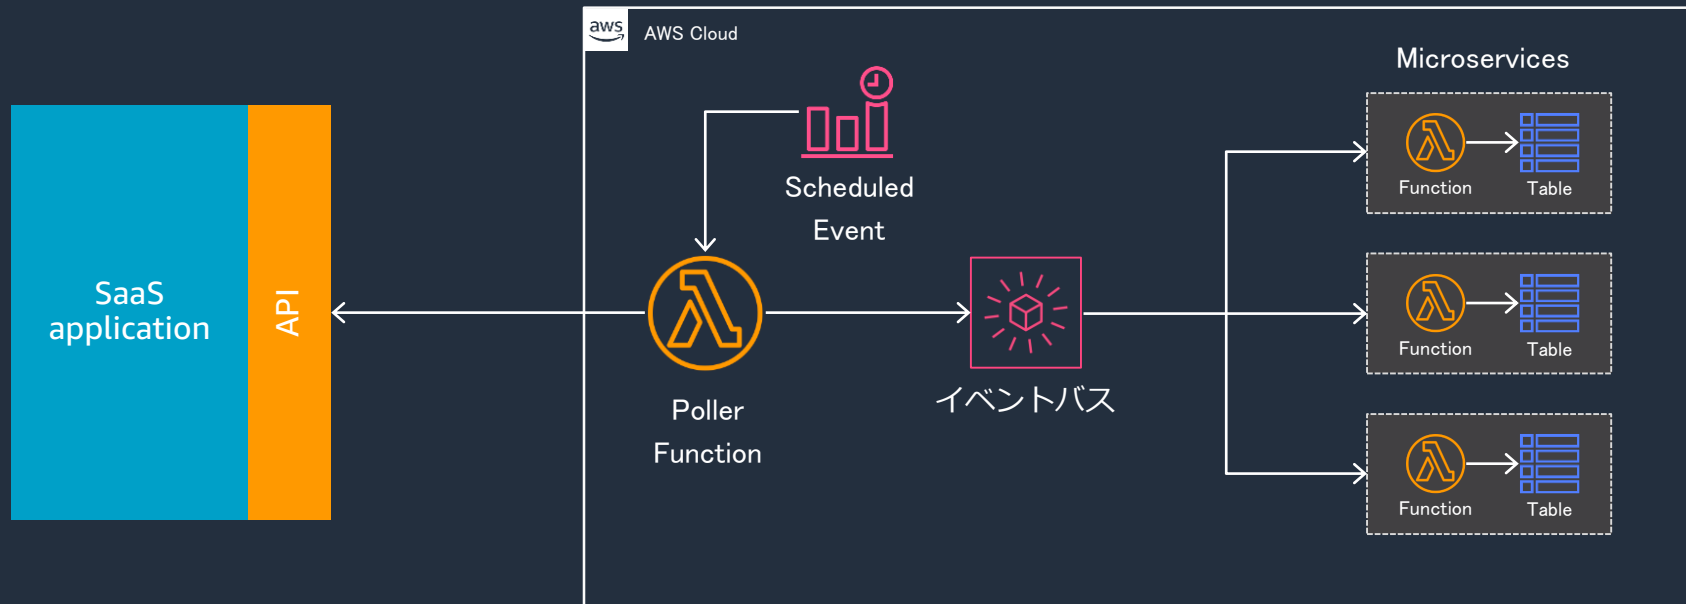 aws
AWS Cloud
Microservices
Function
Table
Scheduled
Event
SaaS
application
API
Function
Table
イベントバス
Poller
Function
Function
Table